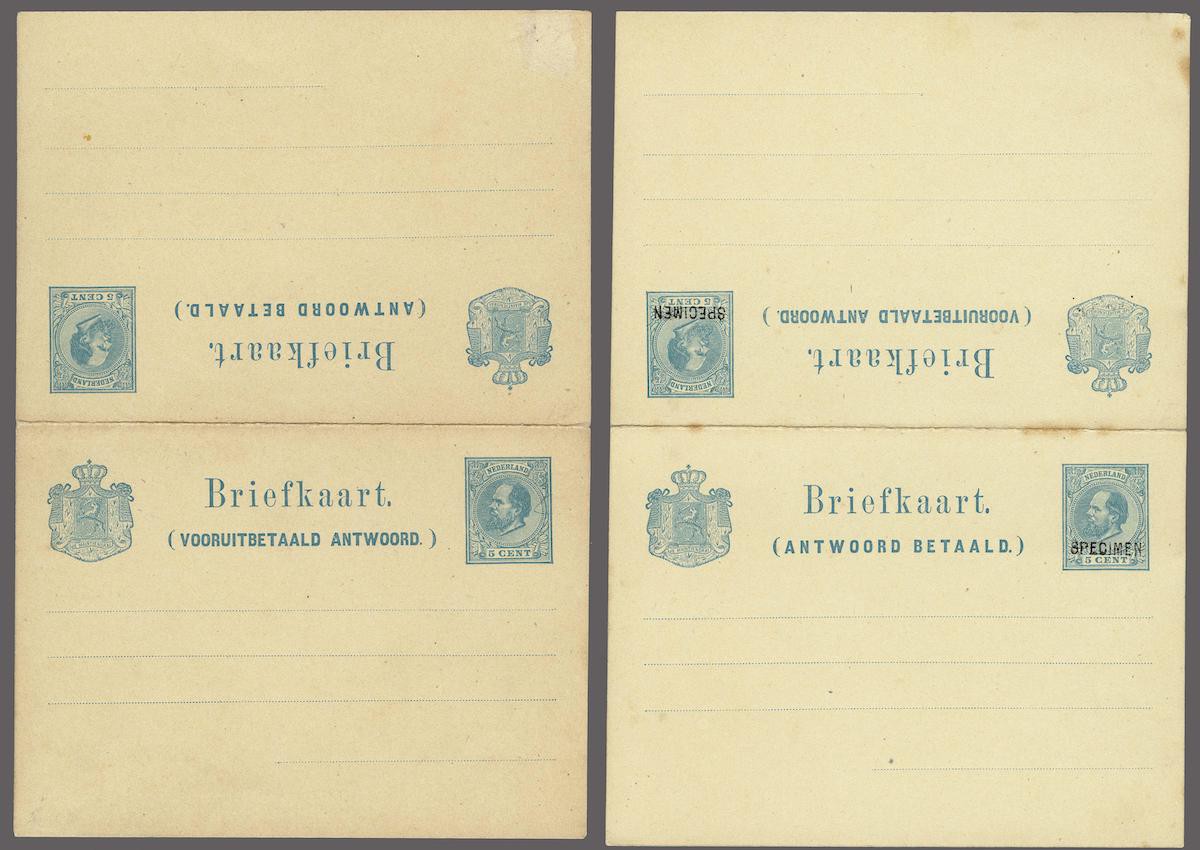 5 CENT
NEDERLAND
(ANTWOORD BETAALD.)
Briefkaart.
Briefkaart.
(VOORUITBETAALD ANTWOORD.)
NEDERLAND
5 CENT
5 CENT
SPECIMEN
NEDERLAND
(VOORUITBETAALD ANTWOORD.)
Briefkaart.
Briefkaart.
(ANTWOORD BETAALD.)
NEDERLAND
SPECIMEN
5 CENT